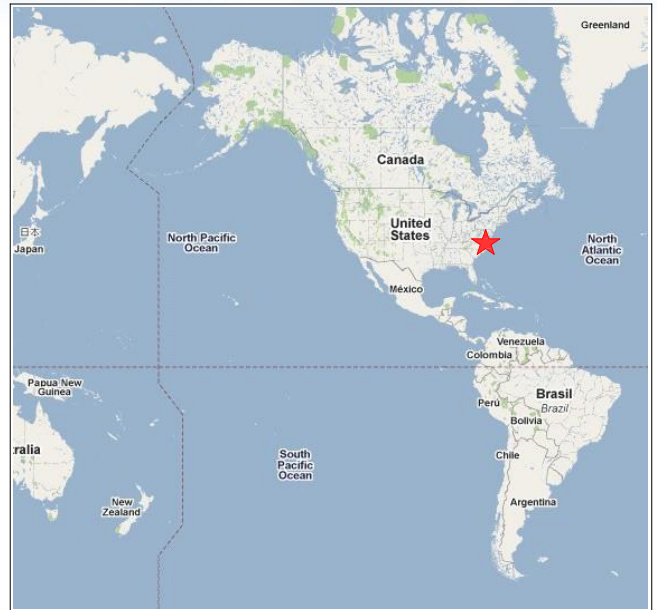 Greenland
Canada
United
States
North Pacific
Ocean
North
Atlantic
Ocean
日本
Japan
México
Venezuela
Colombia
Papua New
Guinea
Perú
Brasil
Brazil
Bolivia
ralia
South
Pacific
Ocean
Chile
New
Zealand
Argentina